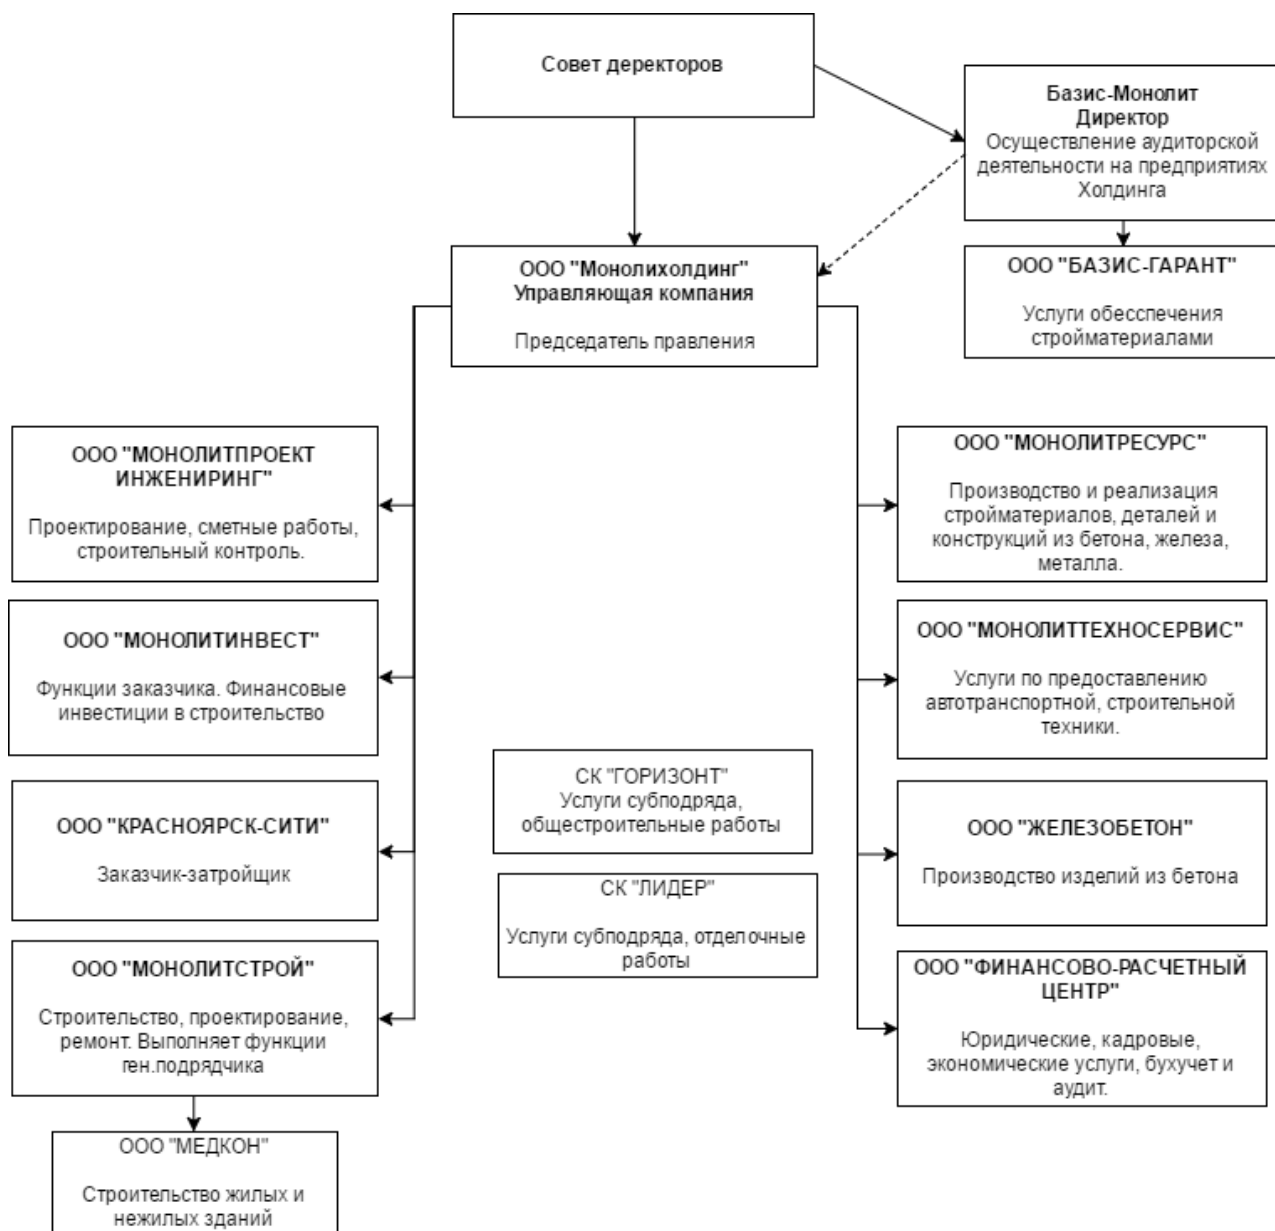 Совет деректоров
Базис-Монолит
Директор
Осуществление аудиторской
деятельности на предприятиях
Холдинга
ООО "Монолихолдинг"
Управляющая компания
Председатель правления
ООО "БАЗИС-ГАРАНТ"
Услуги обесспечения
стройматериалами
ООО "МОНОЛИТПРОЕКТ
ИНЖЕНИРИНГ"
Проектирование, сметные работы,
строительный контроль.
ООО "МОНОЛИТИНВЕСТ"
Функции заказчика. Финансовые
инвестиции в строительство
ООО "КРАСНОЯРСК-СИТИ"
Заказчик-затройщик
ООО "МОНОЛИТСТРОЙ"
Строительство, проектирование,
ремонт. Выполняет функции
ген.подрядчика
ООО "МЕДКОН"
Строительство жилых и
нежилых зданий
СК "ГОРИЗОНТ"
Услуги субподряда,
общестроительные работы
СК "ЛИДЕР"
Услуги субподряда, отделочные
работы
ООО "МОНОЛИТРЕСУРС"
Производство и реализация
стройматериалов, деталей и
конструкций из бетона, железа,
металла.
ООО "МОНОЛИТТЕХНОСЕРВИС"
Услуги по предоставлению
автотранспортной, строительной
техники.
ООО "ЖЕЛЕЗОБЕТОН"
Производство изделий из бетона
ООО "ФИНАНСОВО-РАСЧЕТНЫЙ
ЦЕНТР"
Юридические, кадровые,
экономические услуги, бухучет и
аудит.